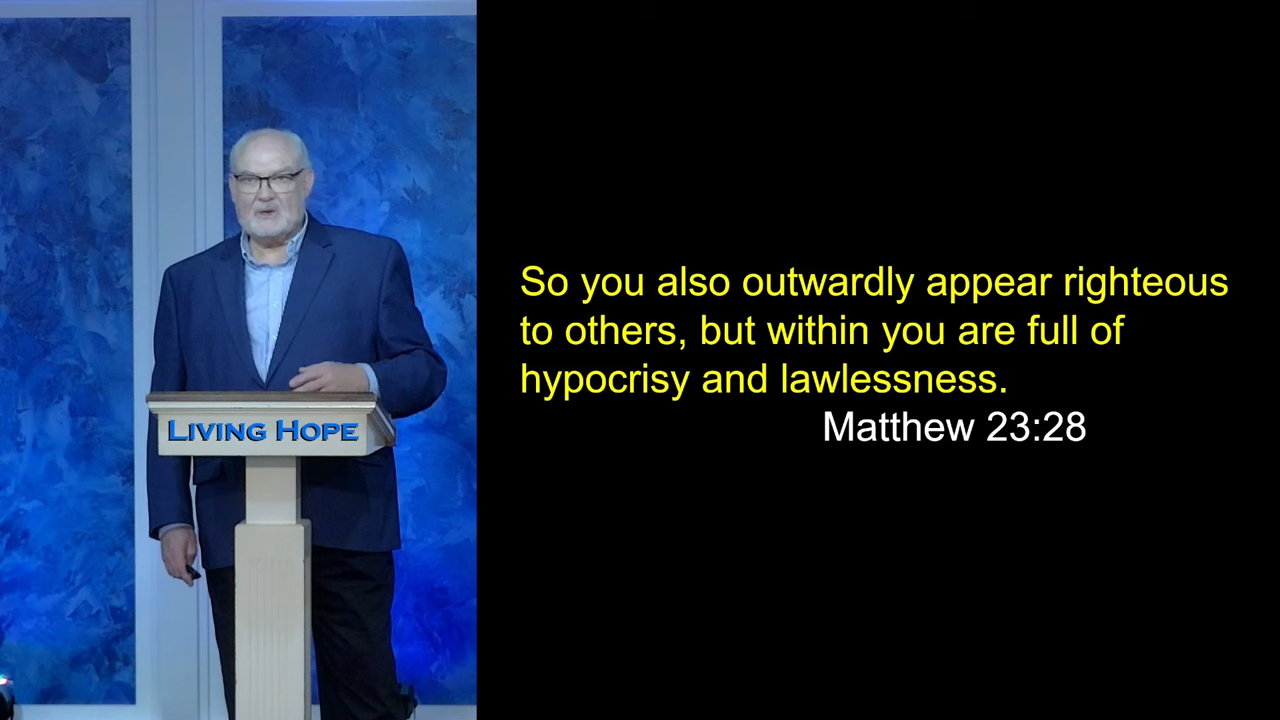 LIVING HOPE
So you also outwardly appear righteous
to others, but within you are full of
hypocrisy and lawlessness.
Matthew 23:28